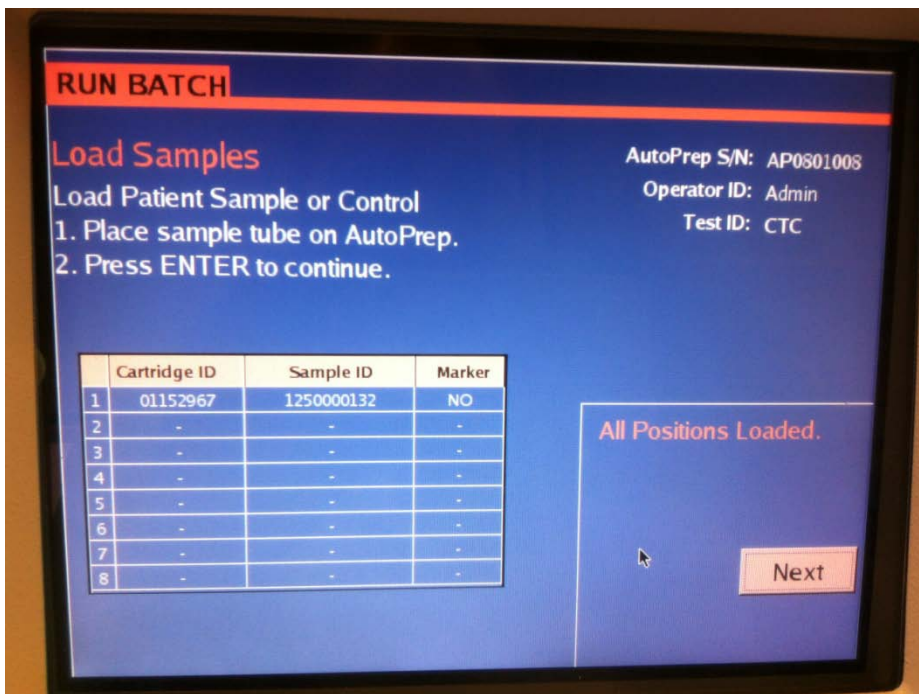 RUN BATCH
Load Samples
Load Patient Sample or Control
1. Place sample tube on AutoPrep.
2. Press ENTER to continue.
AutoPrep S/N: AP0801008
Operator ID: Admin
Test ID: CTC
Cartridge ID Sample ID Marker
1 01152967 1250000132 NO
2 - - -
3 - - -
4 - - -
5 - - -
6 - - -
7 - - -
8 - - -
All Positions Loaded.
Next